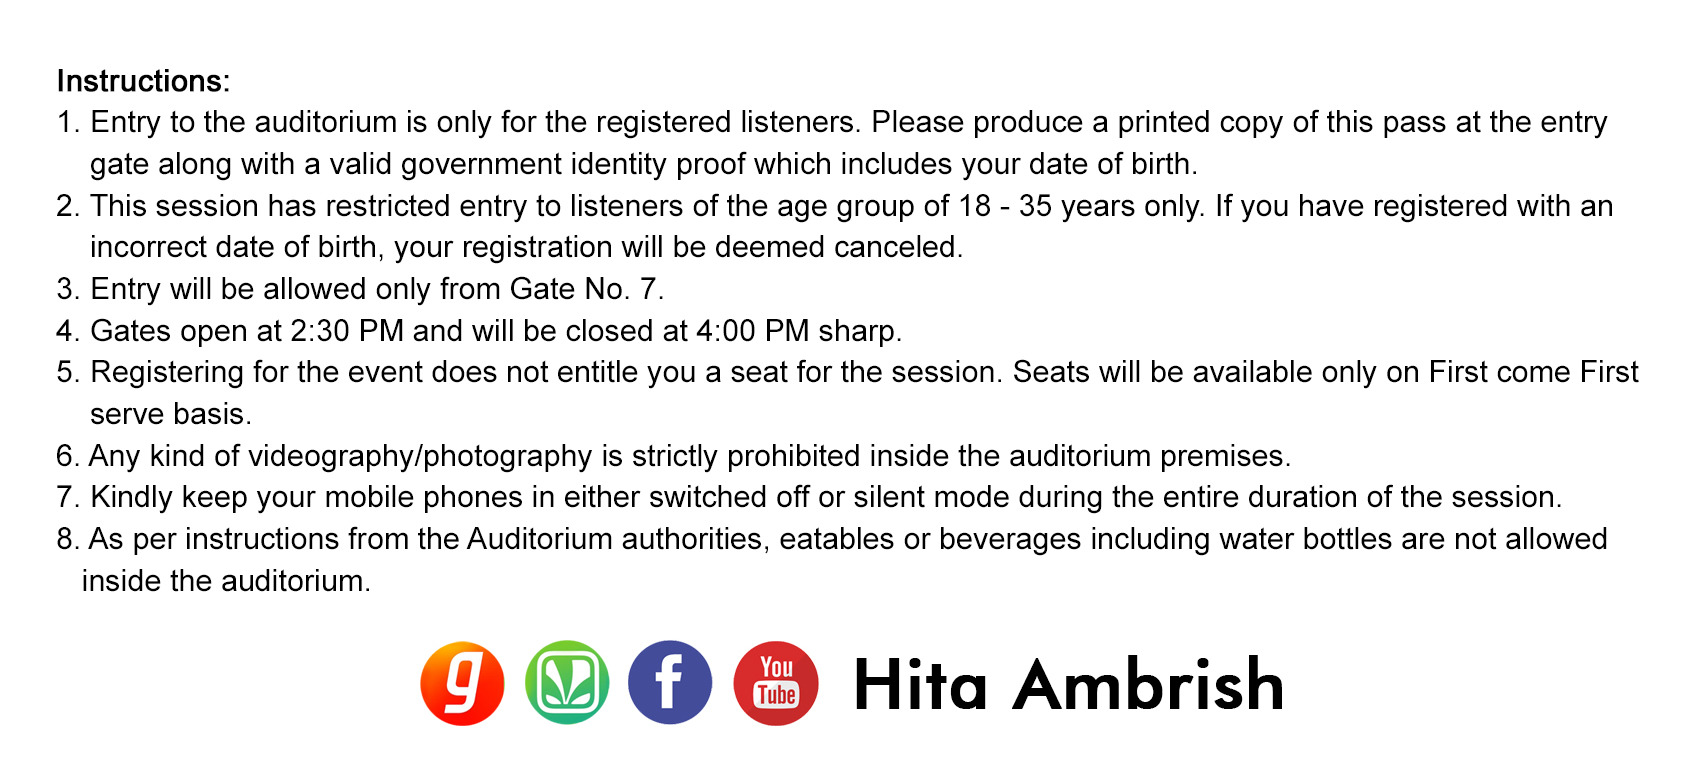 Instructions:
1. Entry to the auditorium is only for the registered listeners. Please produce a printed copy of this pass at the entry
gate along with a valid government identity proof which includes your date of birth.
2. This session has restricted entry to listeners of the age group of 18 - 35 years only. If you have registered with an
incorrect date of birth, your registration will be deemed canceled.
3. Entry will be allowed only from Gate No. 7.
4. Gates open at 2:30 PM and will be closed at 4:00 PM sharp.
5. Registering for the event does not entitle you a seat for the session. Seats will be available only on First come First
serve basis.
6. Any kind of videography/photography is strictly prohibited inside the auditorium premises.
7. Kindly keep your mobile phones in either switched off or silent mode during the entire duration of the session.
8. As per instructions from the Auditorium authorities, eatables or beverages including water bottles are not allowed
inside the auditorium.
g f You Tube Hita Ambrish